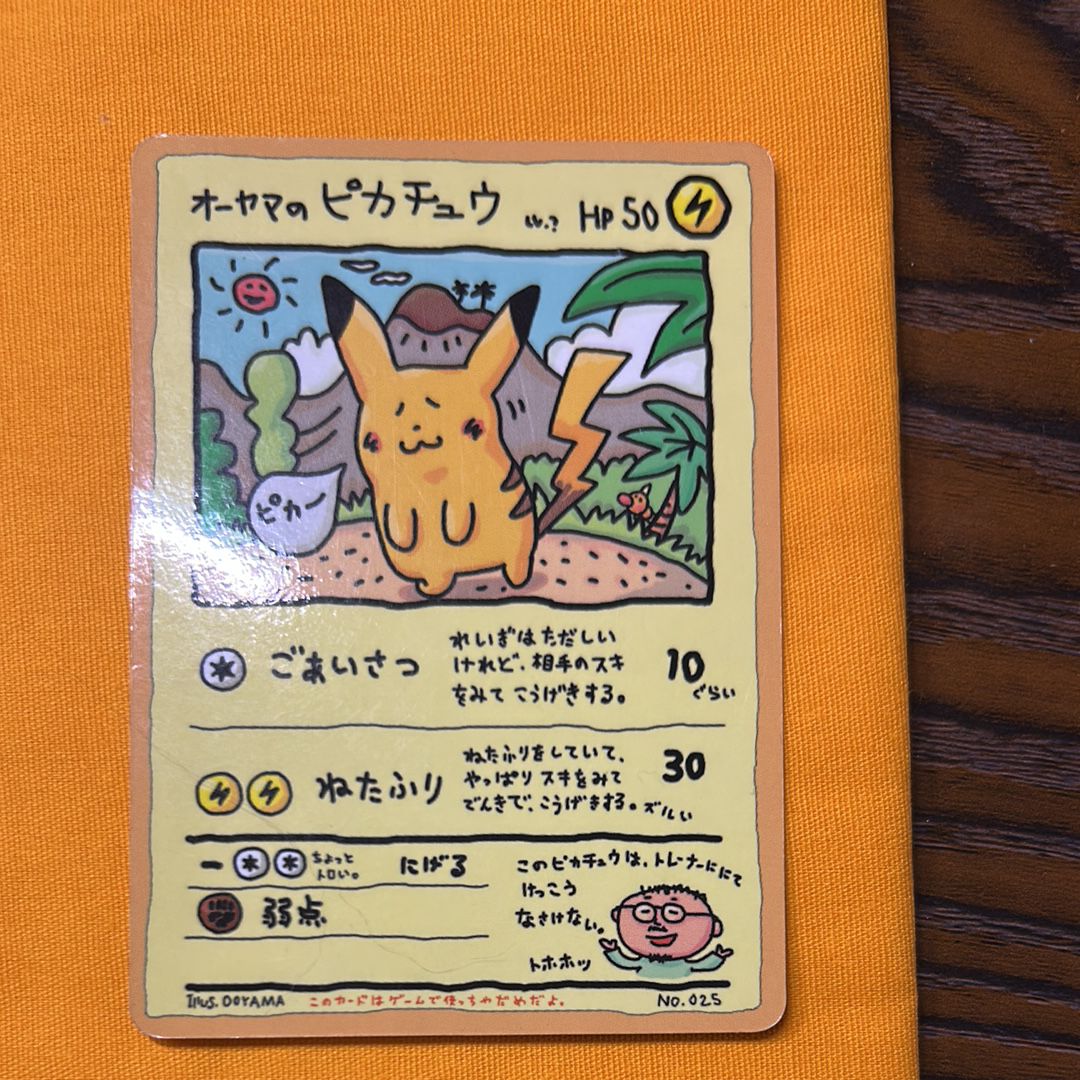 オーヤマの ピカチュウ LV.? HP 50
ピカー
ごあいさつ
れいぎはただしい
けれど、相手のスキ
をみて こうげきする。
10
ぐらい
ねたふり
ねたふりをしていて、
やっぱり スキをみて
でんきで、こうげきする。ズルい
30
ー ちょっと
トロい。
にげる
弱点
このピカチュウは、トレーナーににて
けっこう
なさけない。
トホホッ
Illus. OOYAMA このカードはゲームで使っちゃだめだよ。 NO. 025